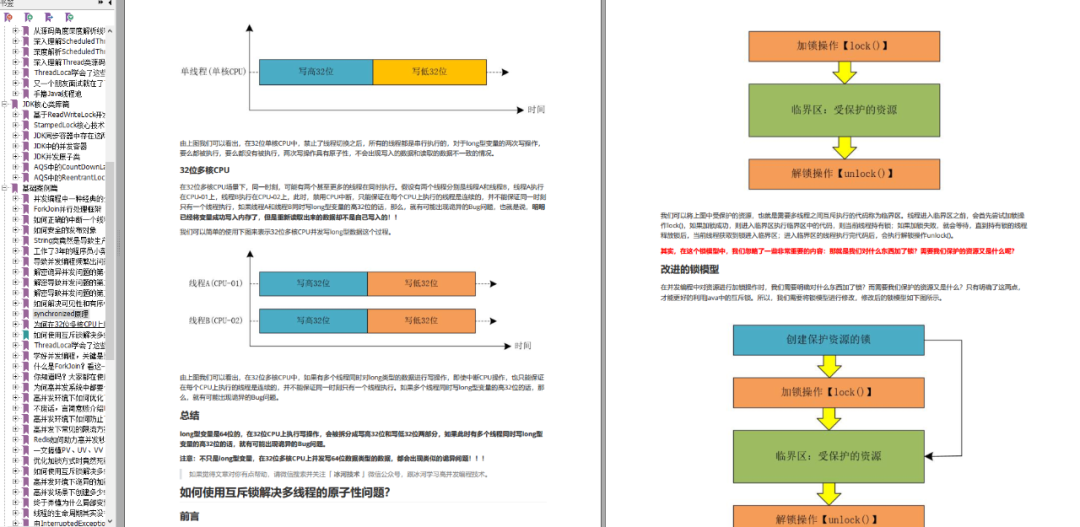 书签
从源码角度深度解析线
深入理解ScheduledThr
深度解析ScheduledThr
深入理解Thread类源码
ThreadLocal学会了这些
又一个朋友面试栽在了
手撕Java线程池
JDK核心类库篇
基于ReadWriteLock开发
StampedLock核心技术
JDK同步容器中存在这两
JDK中的并发容器
JDK并发原子类
AQS中的CountDownLa
AQS中的ReentrantLoc
基础案例篇
并发编程中一种经典的分
ForkJoin并行处理框架
如何正确的中断一个线程
如何安全的发布对象
String类竟然是导致生产
工作了3年的程序员小菜
导致并发编程频繁出问题
解密诡异并发问题的第一
解密导致并发问题的第二
解密导致并发问题的第三
如何解决可见性和有序性
synchronized原理
为何在32位多核CPU上执
如何使用互斥锁解决多线
ThreadLocal学会了这些
学好并发编程，关键是要
什么是ForkJoin？看这一
你知道吗？大家都在使用
为何高并发系统中都要使
高并发环境下如何优化
不废话，言简意赅介绍B
高并发环境下如何防止
高并发下常见的限流方案
Redis如何助力高并发秒
一文搞懂PV、UV、VV
优化加锁方式时竟然死锁
如何使用互斥锁解决多线
高并发环境下诡异的加锁
高并发场景下创建多少线
终于弄懂为什么局部变量
线程的生命周期其实没有
由InterruptedExceptio
单线程(单核CPU)
写高32位
写低32位
时间
由上图我们可以看出，在32位单核CPU中，禁止了线程切换之后，所有的线程都是串行执行的，对于long型变量的两次写操作，
要么都被执行，要么都没有被执行，两次写操作具有原子性，不会出现写入的数据和读取的数据不一致的情况。
32位多核CPU
在32位多核CPU场景下，同一时刻，可能有两个甚至更多的线程在同时执行。假设有两个线程分别是线程A和线程B，线程A执行
在CPU-01上，线程B执行在CPU-02上，此时，禁用CPU中断，只能保证在每个CPU上执行的线程是连续的，并不能保证同一时刻
只有一个线程执行，如果线程A和线程B同时写long型变量的高32位的话，那么，就有可能出现诡异的Bug问题，也就是说，明明
已经将变量成功写入内存了，但是重新读取出来的数据却不是自己写入的！！
我们可以简单的使用下图来表示32位多核CPU并发写long型数据这个过程。
线程A(CPU-01)
写高32位
写低32位
线程B(CPU-02)
写高32位
写低32位
时间
由上图我们可以看出，在32位多核CPU中，如果有多个线程同时对long类型的数据进行写操作，即使中断CPU操作，也只能保证
在每个CPU上执行的线程是连续的，并不能保证同一时刻只有一个线程执行。如果多个线程同时写long型变量的高32位的话，那
么，就有可能出现诡异的Bug问题。
总结
long型变量是64位的，在32位CPU上执行写操作，会被拆分成写高32位和写低32位两部分，如果此时有多个线程同时写long型
变量的高32位的话，就有可能出现诡异的Bug问题。
注意：不只是long型变量，在32位多核CPU上并发写64位数据类型的数据，都会出现类似的诡异问题！！！
如果觉得文章对你有点帮助，请微信搜索并关注「 冰河技术 」微信公众号，跟冰河学习高并发编程技术。
如何使用互斥锁解决多线程的原子性问题?
前言
加锁操作【lock()】
临界区：受保护的资源
解锁操作【unlock()】
我们可以将上图中受保护的资源，也就是需要多线程之间互斥执行的代码称为临界区。线程进入临界区之前，会首先尝试加锁操
作lock()，如果加锁成功，则进入临界区执行临界区中的代码，则当前线程持有锁；如果加锁失败，就会等待，直到持有锁的线程
释放锁后，当前线程获取到锁进入临界区；进入临界区的线程执行完代码后，会执行解锁操作unlock()。
其实，在这个锁模型中，我们忽略了一些非常重要的内容：那就是我们对什么东西加了锁？需要我们保护的资源又是什么呢？
改进的锁模型
在并发编程中对资源进行加锁操作时，我们需要明确对什么东西加了锁？而需要我们保护的资源又是什么？只有明确了这两点，
才能更好的利用Java中的互斥锁。所以，我们需要将锁模型进行修改，修改后的锁模型如下图所示。
创建保护资源的锁
加锁操作【lock()】
临界区：受保护的资源
解锁操作【unlock()】